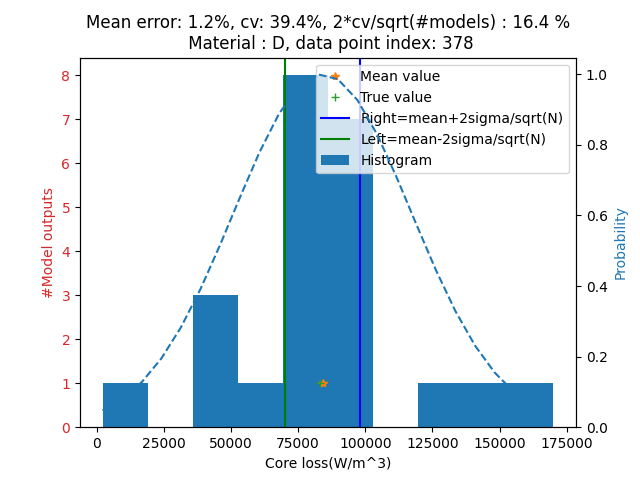 Mean error: 1.2%, cv: 39.4%, 2*cv/sqrt(#models) : 16.4 %
Material : D, data point index: 378
Mean value
True value
Right=mean+2sigma/sqrt(N)
Left=mean-2sigma/sqrt(N)
Histogram
#Model outputs
8
7
6
5
4
3
2
1
0
1.0
0.8
0.6
0.4
0.2
0.0
Probability
0 25000 50000 75000 100000 125000 150000 175000
Core loss(W/m^3)